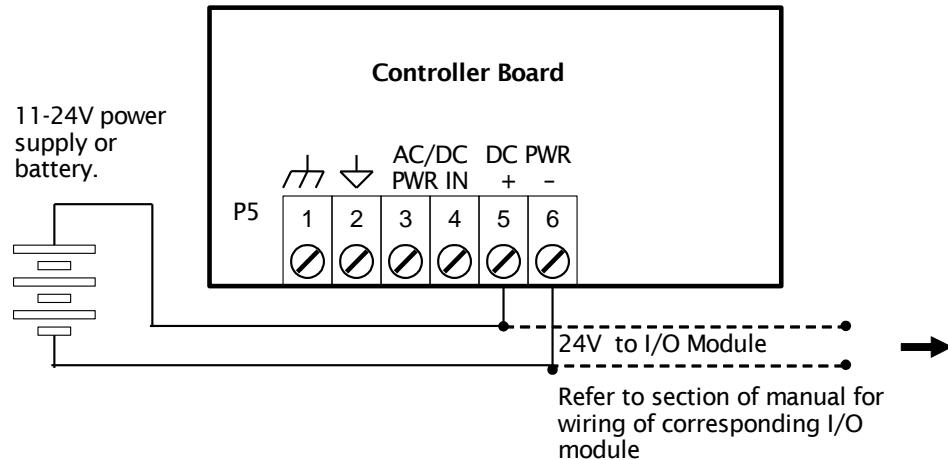 Controller Board
11-24V power
supply or
battery.
AC/DC DC PWR
PWR IN + –
P5 1 2 3 4 5 6
24V to I/O Module
Refer to section of manual for
wiring of corresponding I/O
module